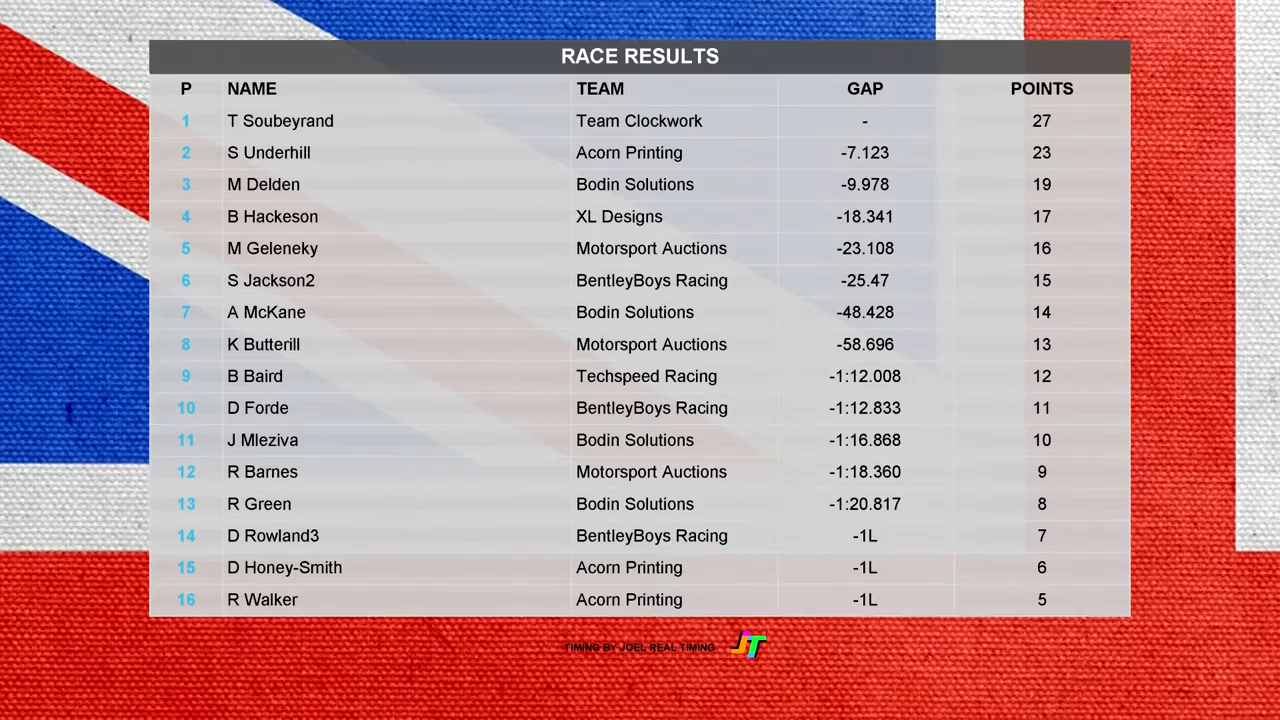 RACE RESULTS
P NAME TEAM GAP POINTS
1 T Soubeyrand Team Clockwork - 27
2 S Underhill Acorn Printing -7.123 23
3 M Delden Bodin Solutions -9.978 19
4 B Hackeson XL Designs -18.341 17
5 M Geleneky Motorsport Auctions -23.108 16
6 S Jackson2 BentleyBoys Racing -25.47 15
7 A McKane Bodin Solutions -48.428 14
8 K Butterill Motorsport Auctions -58.696 13
9 B Baird Techspeed Racing -1:12.008 12
10 D Forde BentleyBoys Racing -1:12.833 11
11 J Mleziva Bodin Solutions -1:16.868 10
12 R Barnes Motorsport Auctions -1:18.360 9
13 R Green Bodin Solutions -1:20.817 8
14 D Rowland3 BentleyBoys Racing -1L 7
15 D Honey-Smith Acorn Printing -1L 6
16 R Walker Acorn Printing -1L 5
TIMING BY JOEL REAL TIMING JT